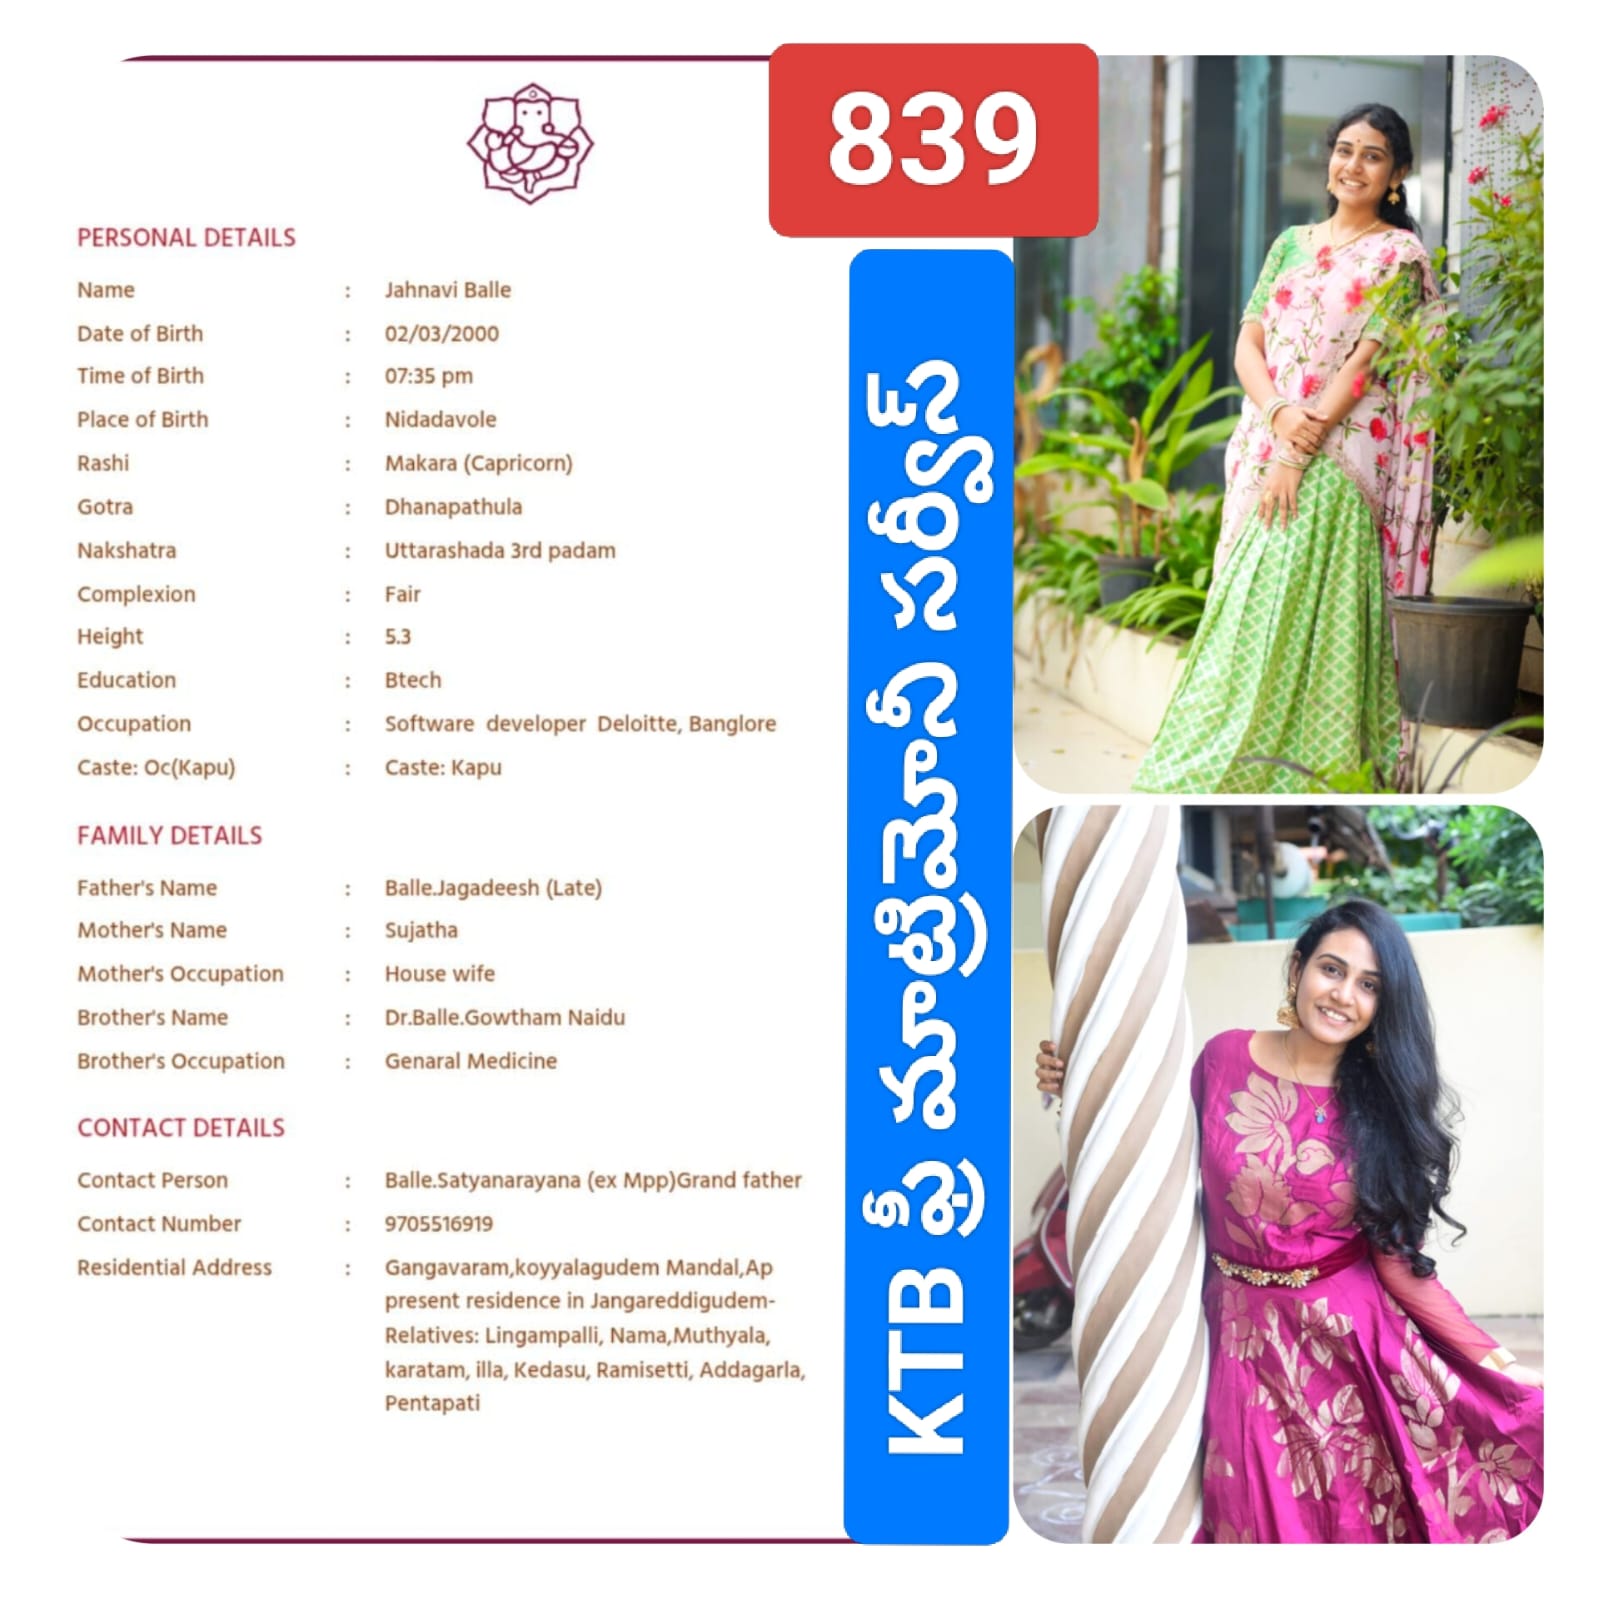 839
PERSONAL DETAILS
Name : Jahnavi Balle
Date of Birth : 02/03/2000
Time of Birth : 07:35 pm
Place of Birth : Nidadavole
Rashi : Makara (Capricorn)
Gotra : Dhanapathula
Nakshatra : Uttarashada 3rd padam
Complexion : Fair
Height : 5.3
Education : Btech
Occupation : Software developer Deloitte, Banglore
Caste: Oc(Kapu) : Caste: Kapu
FAMILY DETAILS
Father's Name : Balle.Jagadeesh (Late)
Mother's Name : Sujatha
Mother's Occupation : House wife
Brother's Name : Dr.Balle.Gowtham Naidu
Brother's Occupation : Genaral Medicine
CONTACT DETAILS
Contact Person : Balle.Satyanarayana (ex Mpp)Grand father
Contact Number : 9705516919
Residential Address : Gangavaram,koyyalagudem Mandal,Ap
present residence in Jangareddigudem-
Relatives: Lingampalli, Nama,Muthyala,
karatam, illa, Kedasu, Ramisetti, Addagarla,
Pentapati
KTB ఫ్రీ మాట్రిమోనీ సర్వీస్